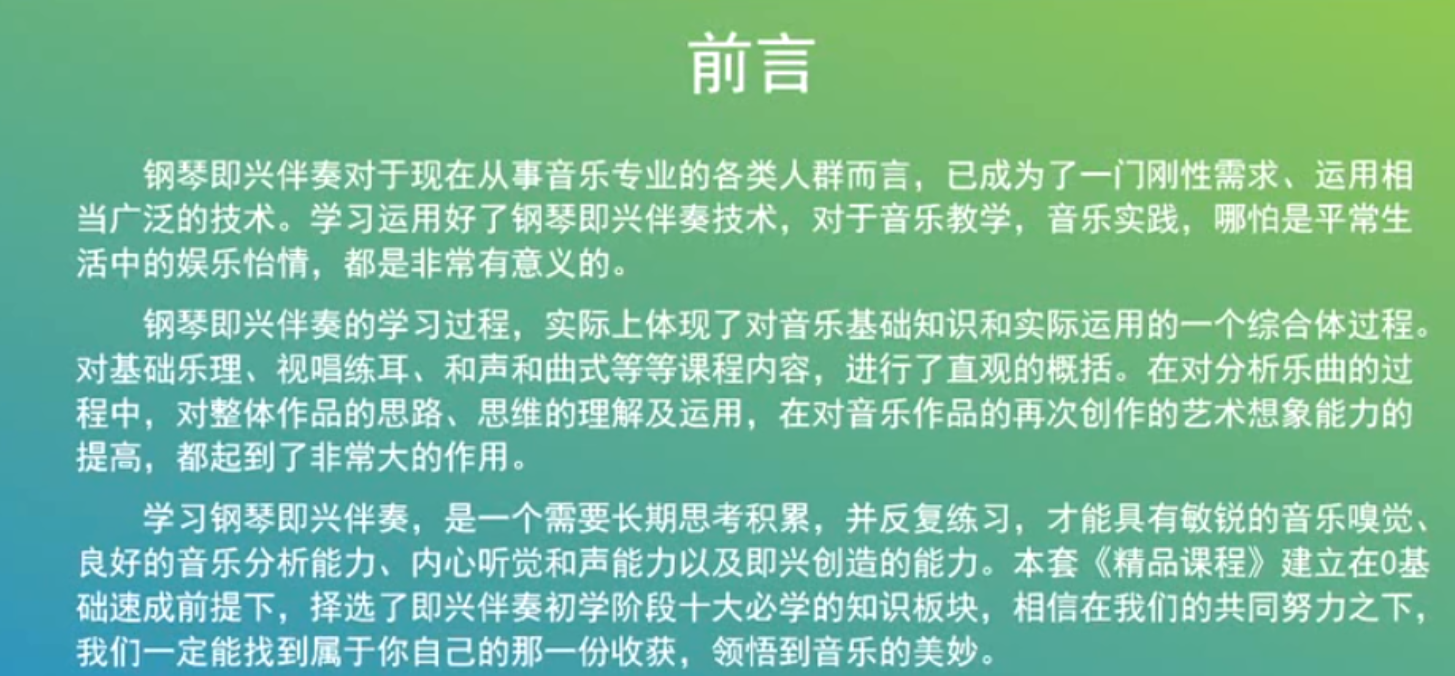 前言
钢琴即兴伴奏对于现在从事音乐专业的各类人群而言，已成为了一门刚性需求、运用相
当广泛的技术。学习运用好了钢琴即兴伴奏技术，对于音乐教学，音乐实践，哪怕是平常生
活中的娱乐怡情，都是非常有意义的。
钢琴即兴伴奏的学习过程，实际上体现了对音乐基础知识和实际运用的一个综合体过程。
对基础乐理、视唱练耳、和声和曲式等等课程内容，进行了直观的概括。在对分析乐曲的过
程中，对整体作品的思路、思维的理解及运用，在对音乐作品的再次创作的艺术想象能力的
提高，都起到了非常大的作用。
学习钢琴即兴伴奏，是一个需要长期思考积累，并反复练习，才能具有敏锐的音乐嗅觉、
良好的音乐分析能力、内心听觉和声能力以及即兴创造的能力。本套《精品课程》建立在0基
础速成前提下，择选了即兴伴奏初学阶段十大必学的知识板块，相信在我们的共同努力之下，
我们一定能找到属于你自己的那一份收获，领悟到音乐的美妙。